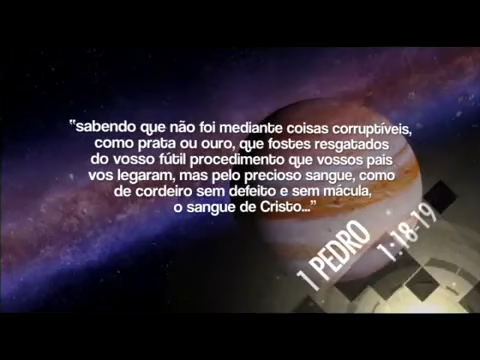 "sabendo que não foi mediante coisas corruptíveis,
como prata ou ouro, que fostes resgatados
do vosso fútil procedimento que vossos pais
vos legaram, mas pelo precioso sangue, como
de cordeiro sem defeito e sem mácula,
o sangue de Cristo..."
1 PEDRO
1:18-19